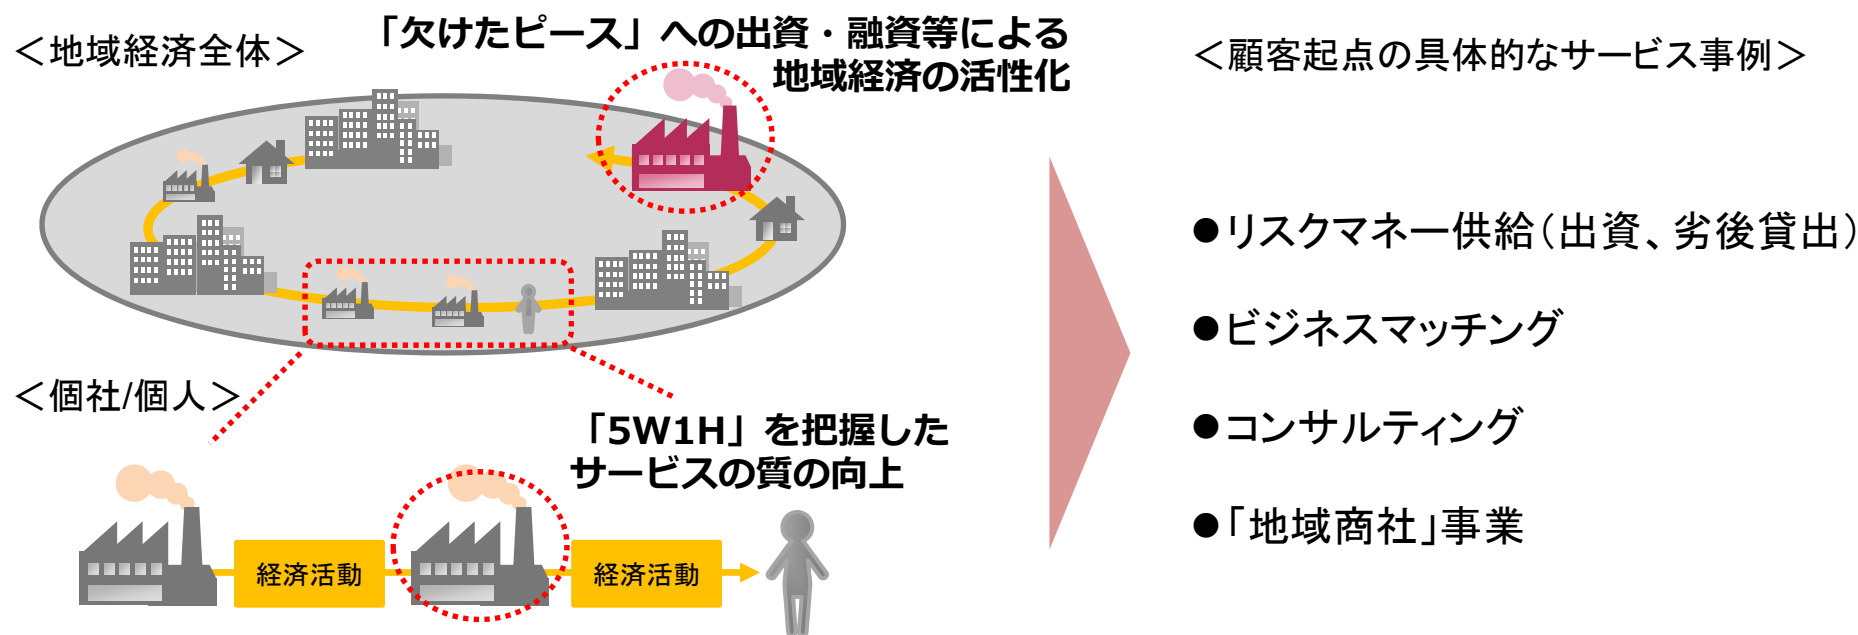 ＜地域経済全体＞
「欠けたピース」への出資・融資等による
地域経済の活性化
＜個社/個人＞
「5W1H」を把握した
サービスの質の向上
経済活動
経済活動
＜顧客起点の具体的なサービス事例＞
●リスクマネー供給（出資、劣後貸出）
●ビジネスマッチング
●コンサルティング
●「地域商社」事業